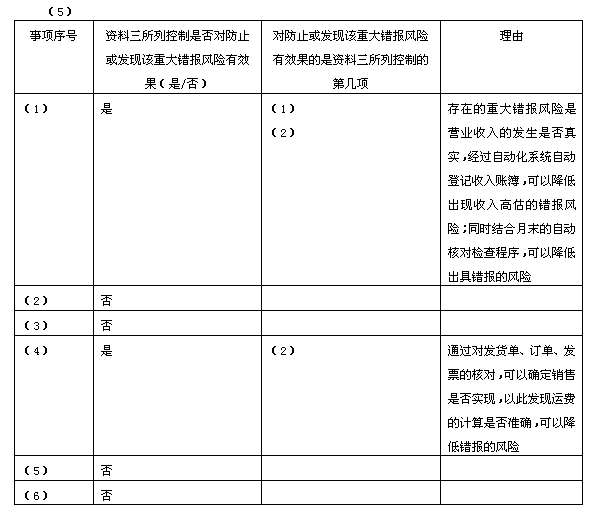 （5）
事项序号
资料三所列控制是否对防止
或发现该重大错报风险有效
果（是/否）
对防止或发现该重大错报风险
有效果的是资料三所列控制的
第几项
理由
（1）
是
（1）
（2）
存在的重大错报风险是
营业收入的发生是否真
实,经过自动化系统自动
登记收入账簿,可以降低
出现收入高估的错报风
险;同时结合月末的自动
核对检查程序,可以降低
出具错报的风险
（2）
否
（3）
否
（4）
是
（2）
通过对发货单、订单、发
票的核对,可以确定销售
是否实现,以此发现运费
的计算是否准确,可以降
低错报的风险
（5）
否
（6）
否